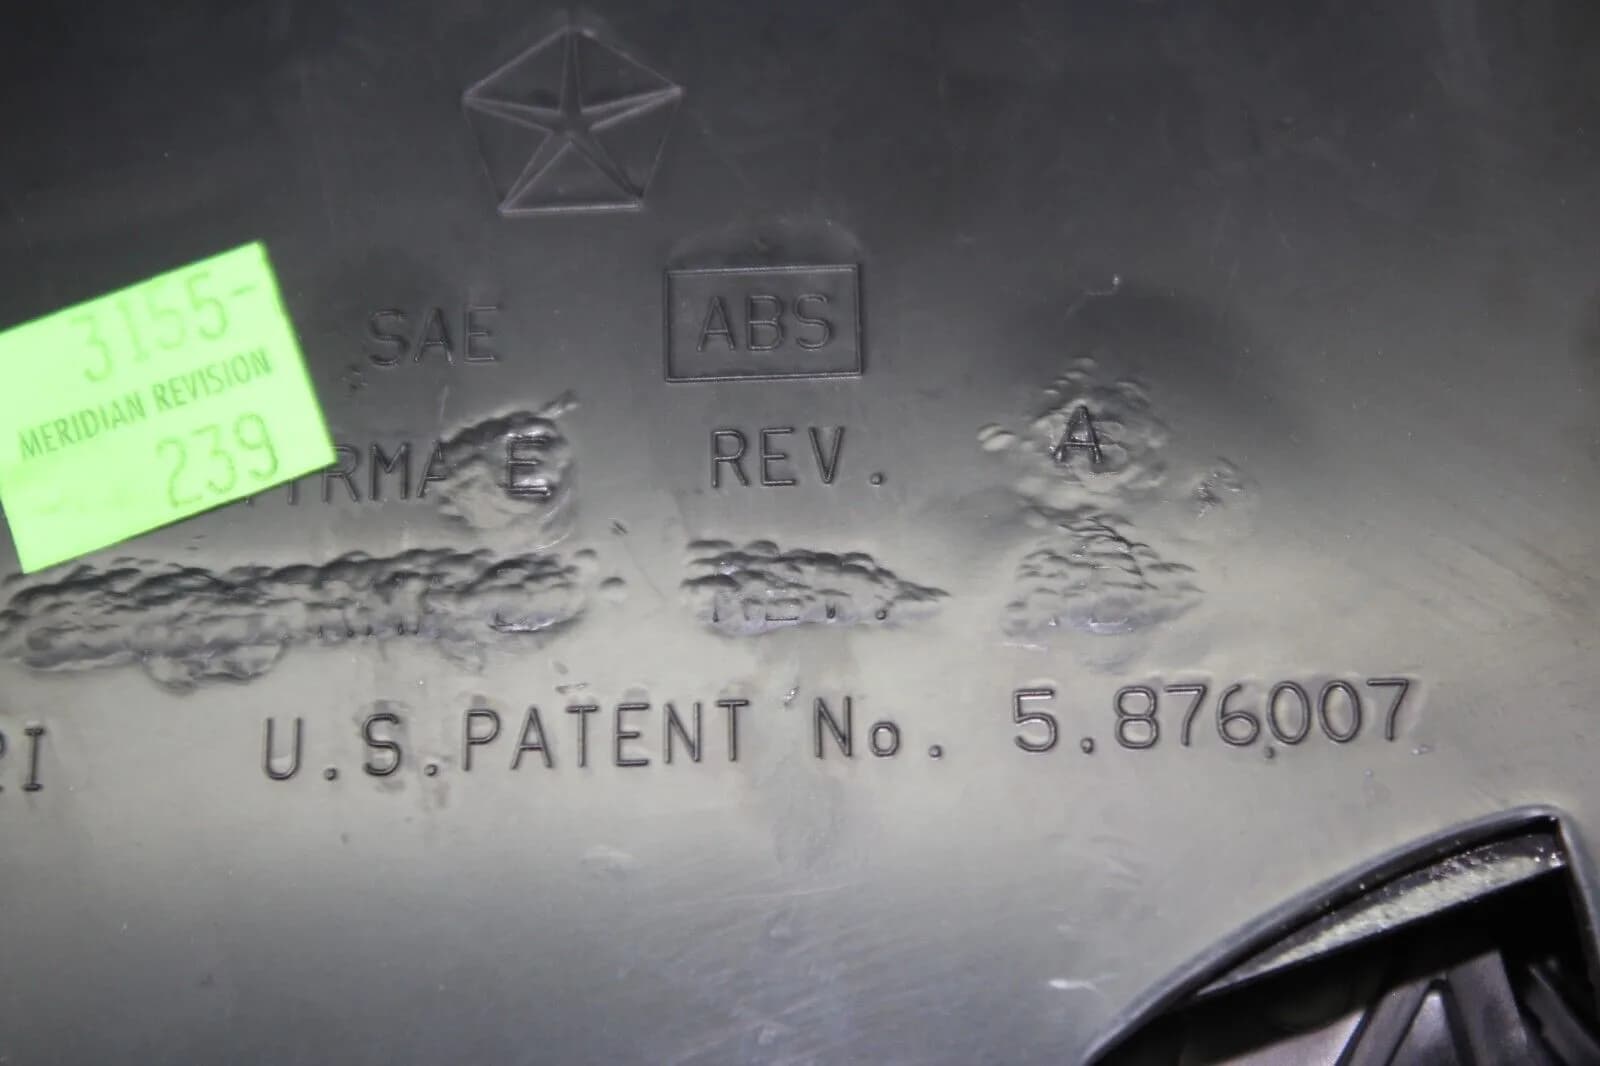 3155-
MERIDIAN REVISION
239
SAE ABS
REV. A
U.S.PATENT No. 5.876007